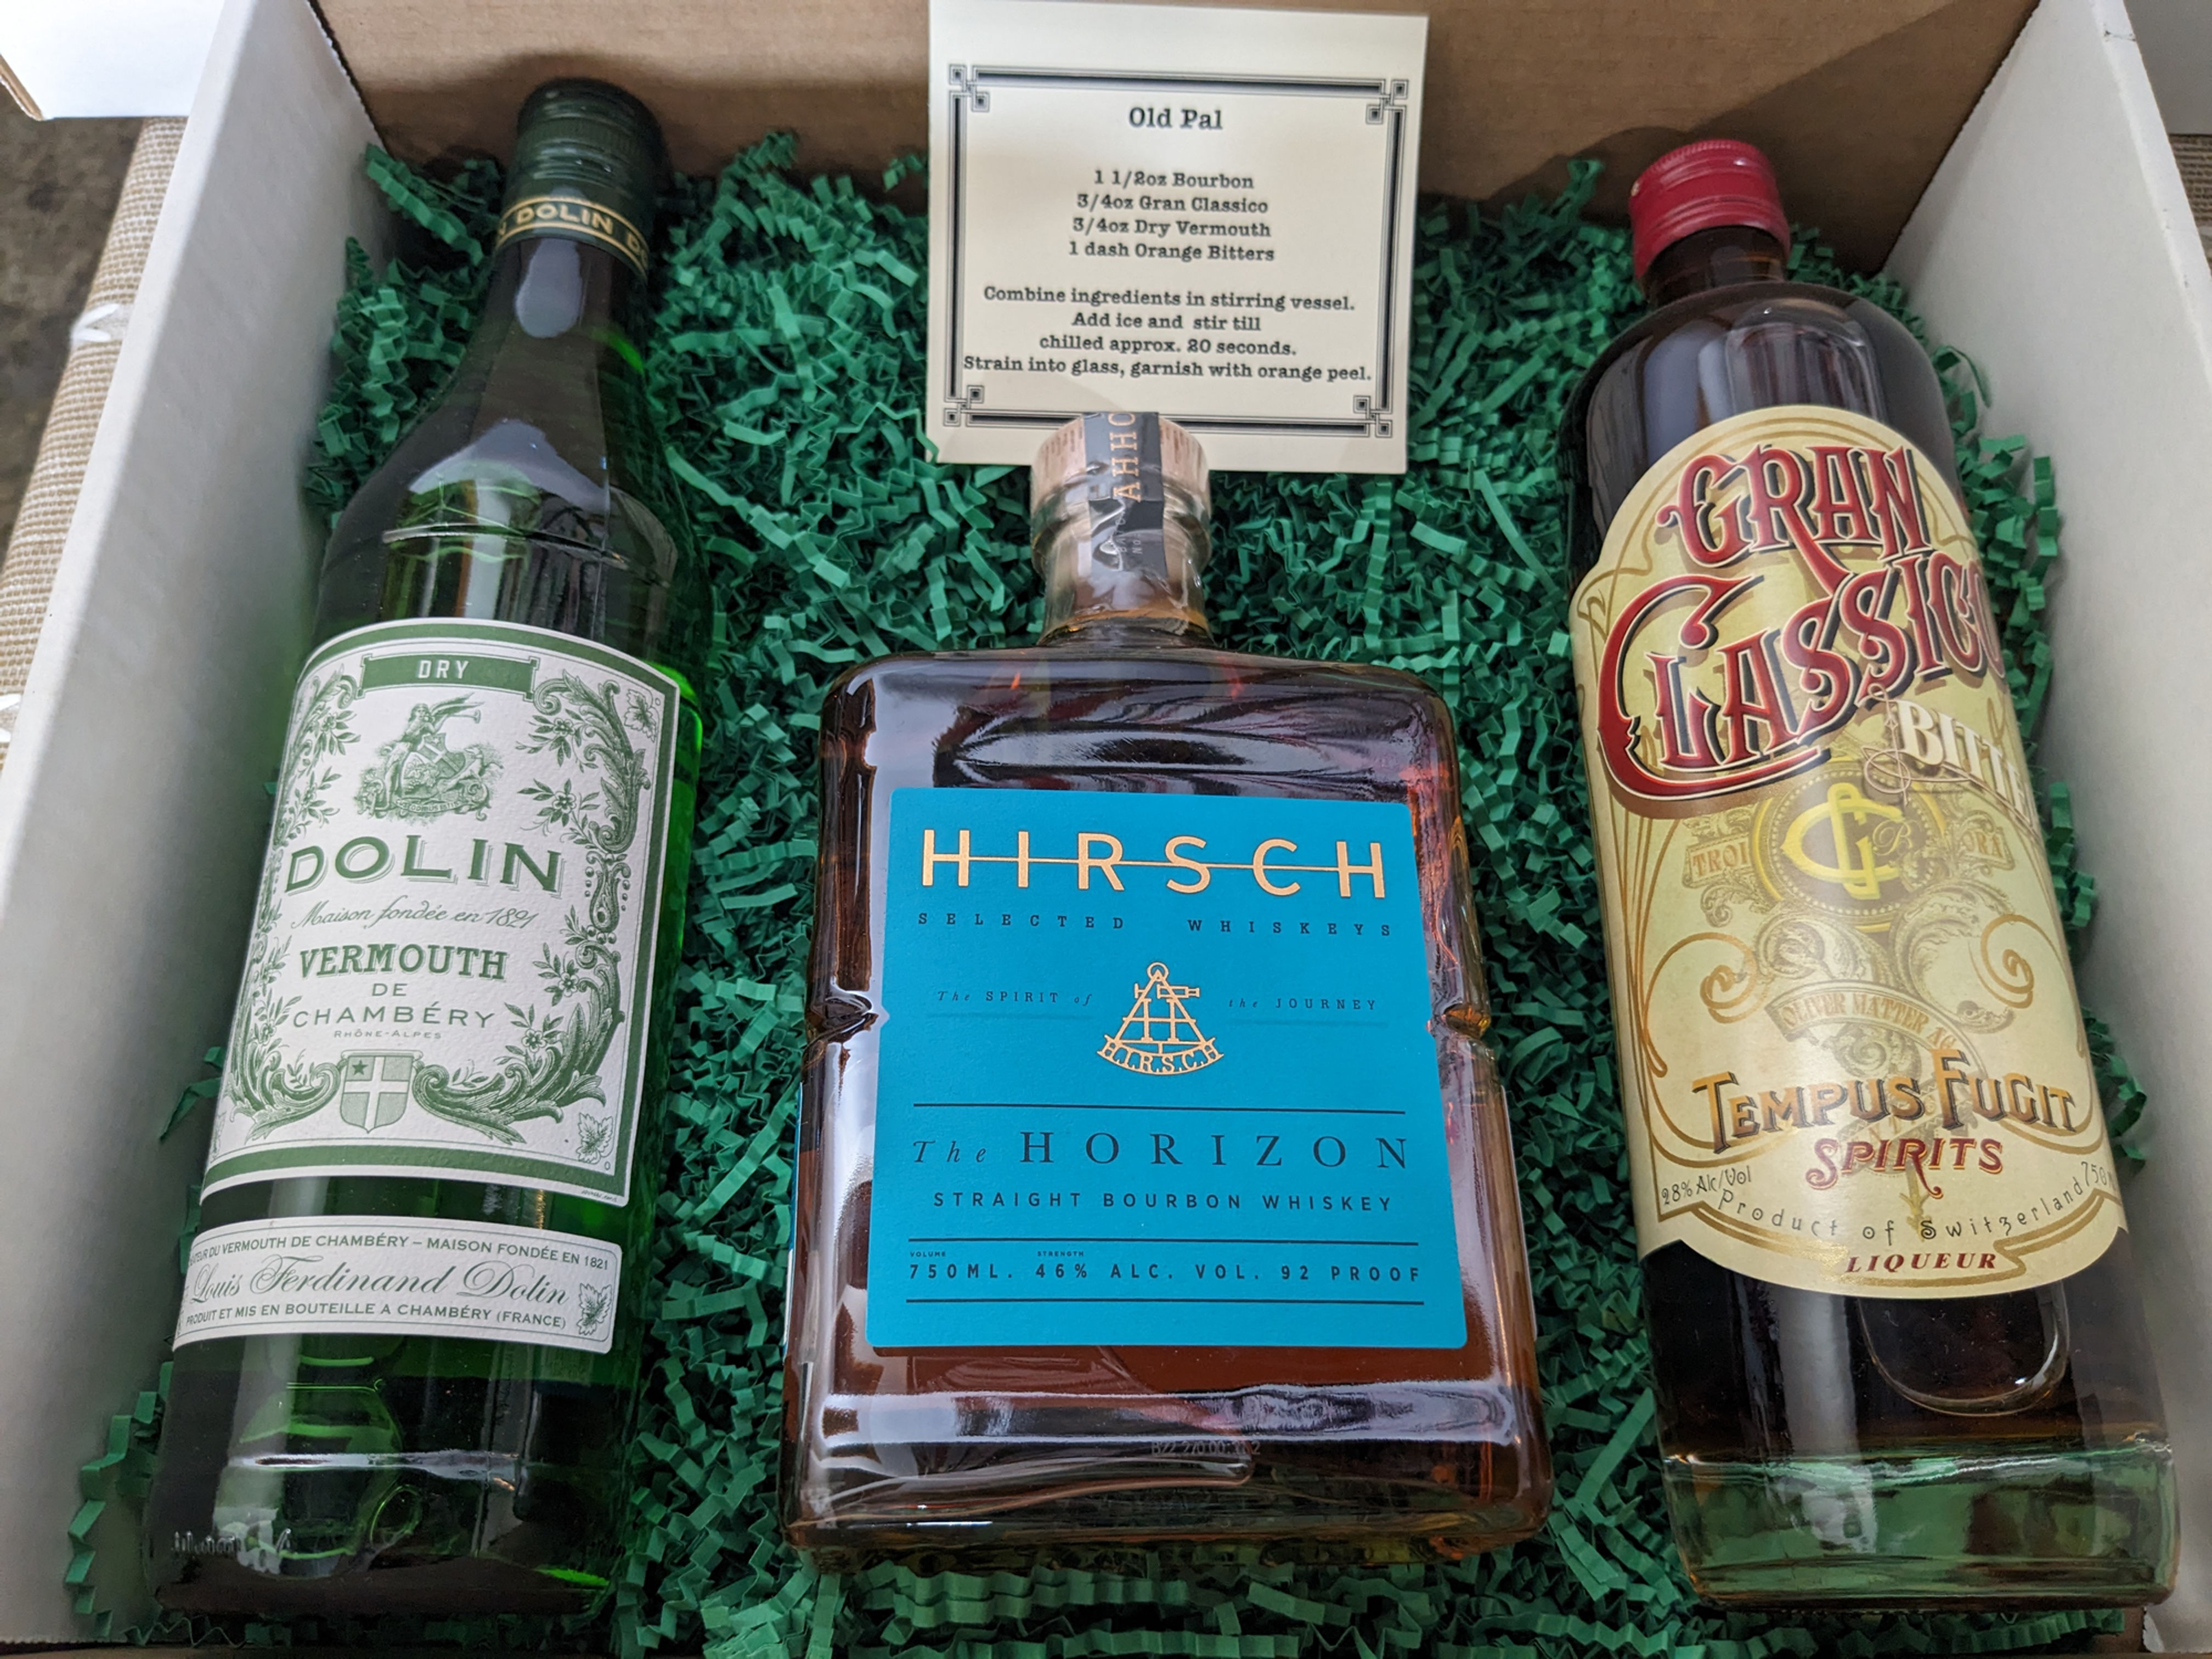 Old Pal
1 1/2oz Bourbon
3/4oz Gran Classico
3/4oz Dry Vermouth
1 dash Orange Bitters
Combine ingredients in stirring vessel.
Add ice and stir till
chilled approx. 20 seconds.
Strain into glass, garnish with orange peel.
DOLIN
DRY
DOLIN
Maison fondée en 1821
VERMOUTH
DE
CHAMBÉRY
RHÔNE-ALPES
DU VERMOUTH DE CHAMBÉRY – MAISON FONDÉE EN 1821
Louis Ferdinand Dolin
PRODUIT ET MIS EN BOUTEILLE A CHAMBÉRY (FRANCE)
HIRSCH
SELECTED WHISKEYS
The SPIRIT of the JOURNEY
H
H.I.R.S.C.H
The HORIZON
STRAIGHT BOURBON WHISKEY
VOLUME STRENGTH
750ML. 46% ALC. VOL. 92 PROOF
GRAN
CLASSICO
OLIVER MATTER AG
TEMPUS FUGIT
SPIRITS
28% Alc/Vol
Product of Switzerland
LIQUEUR